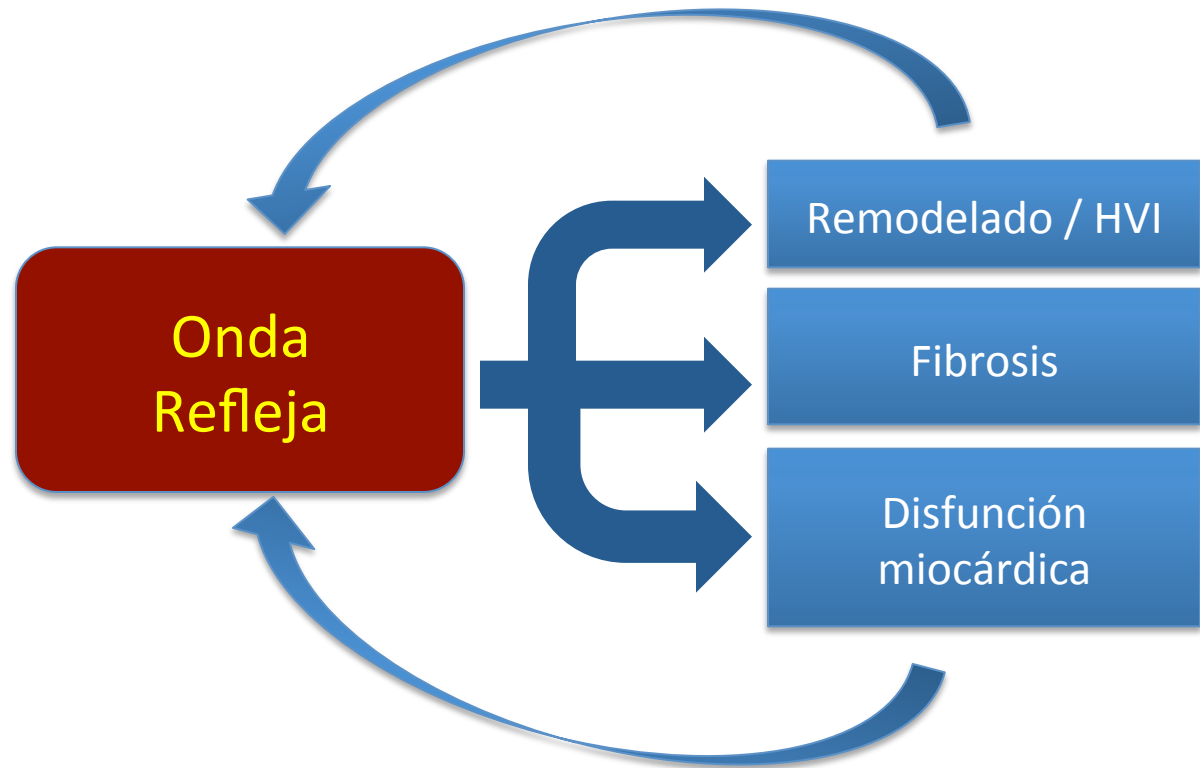 Onda
Refleja
Remodelado / HVI
Fibrosis
Disfunción
miocárdica